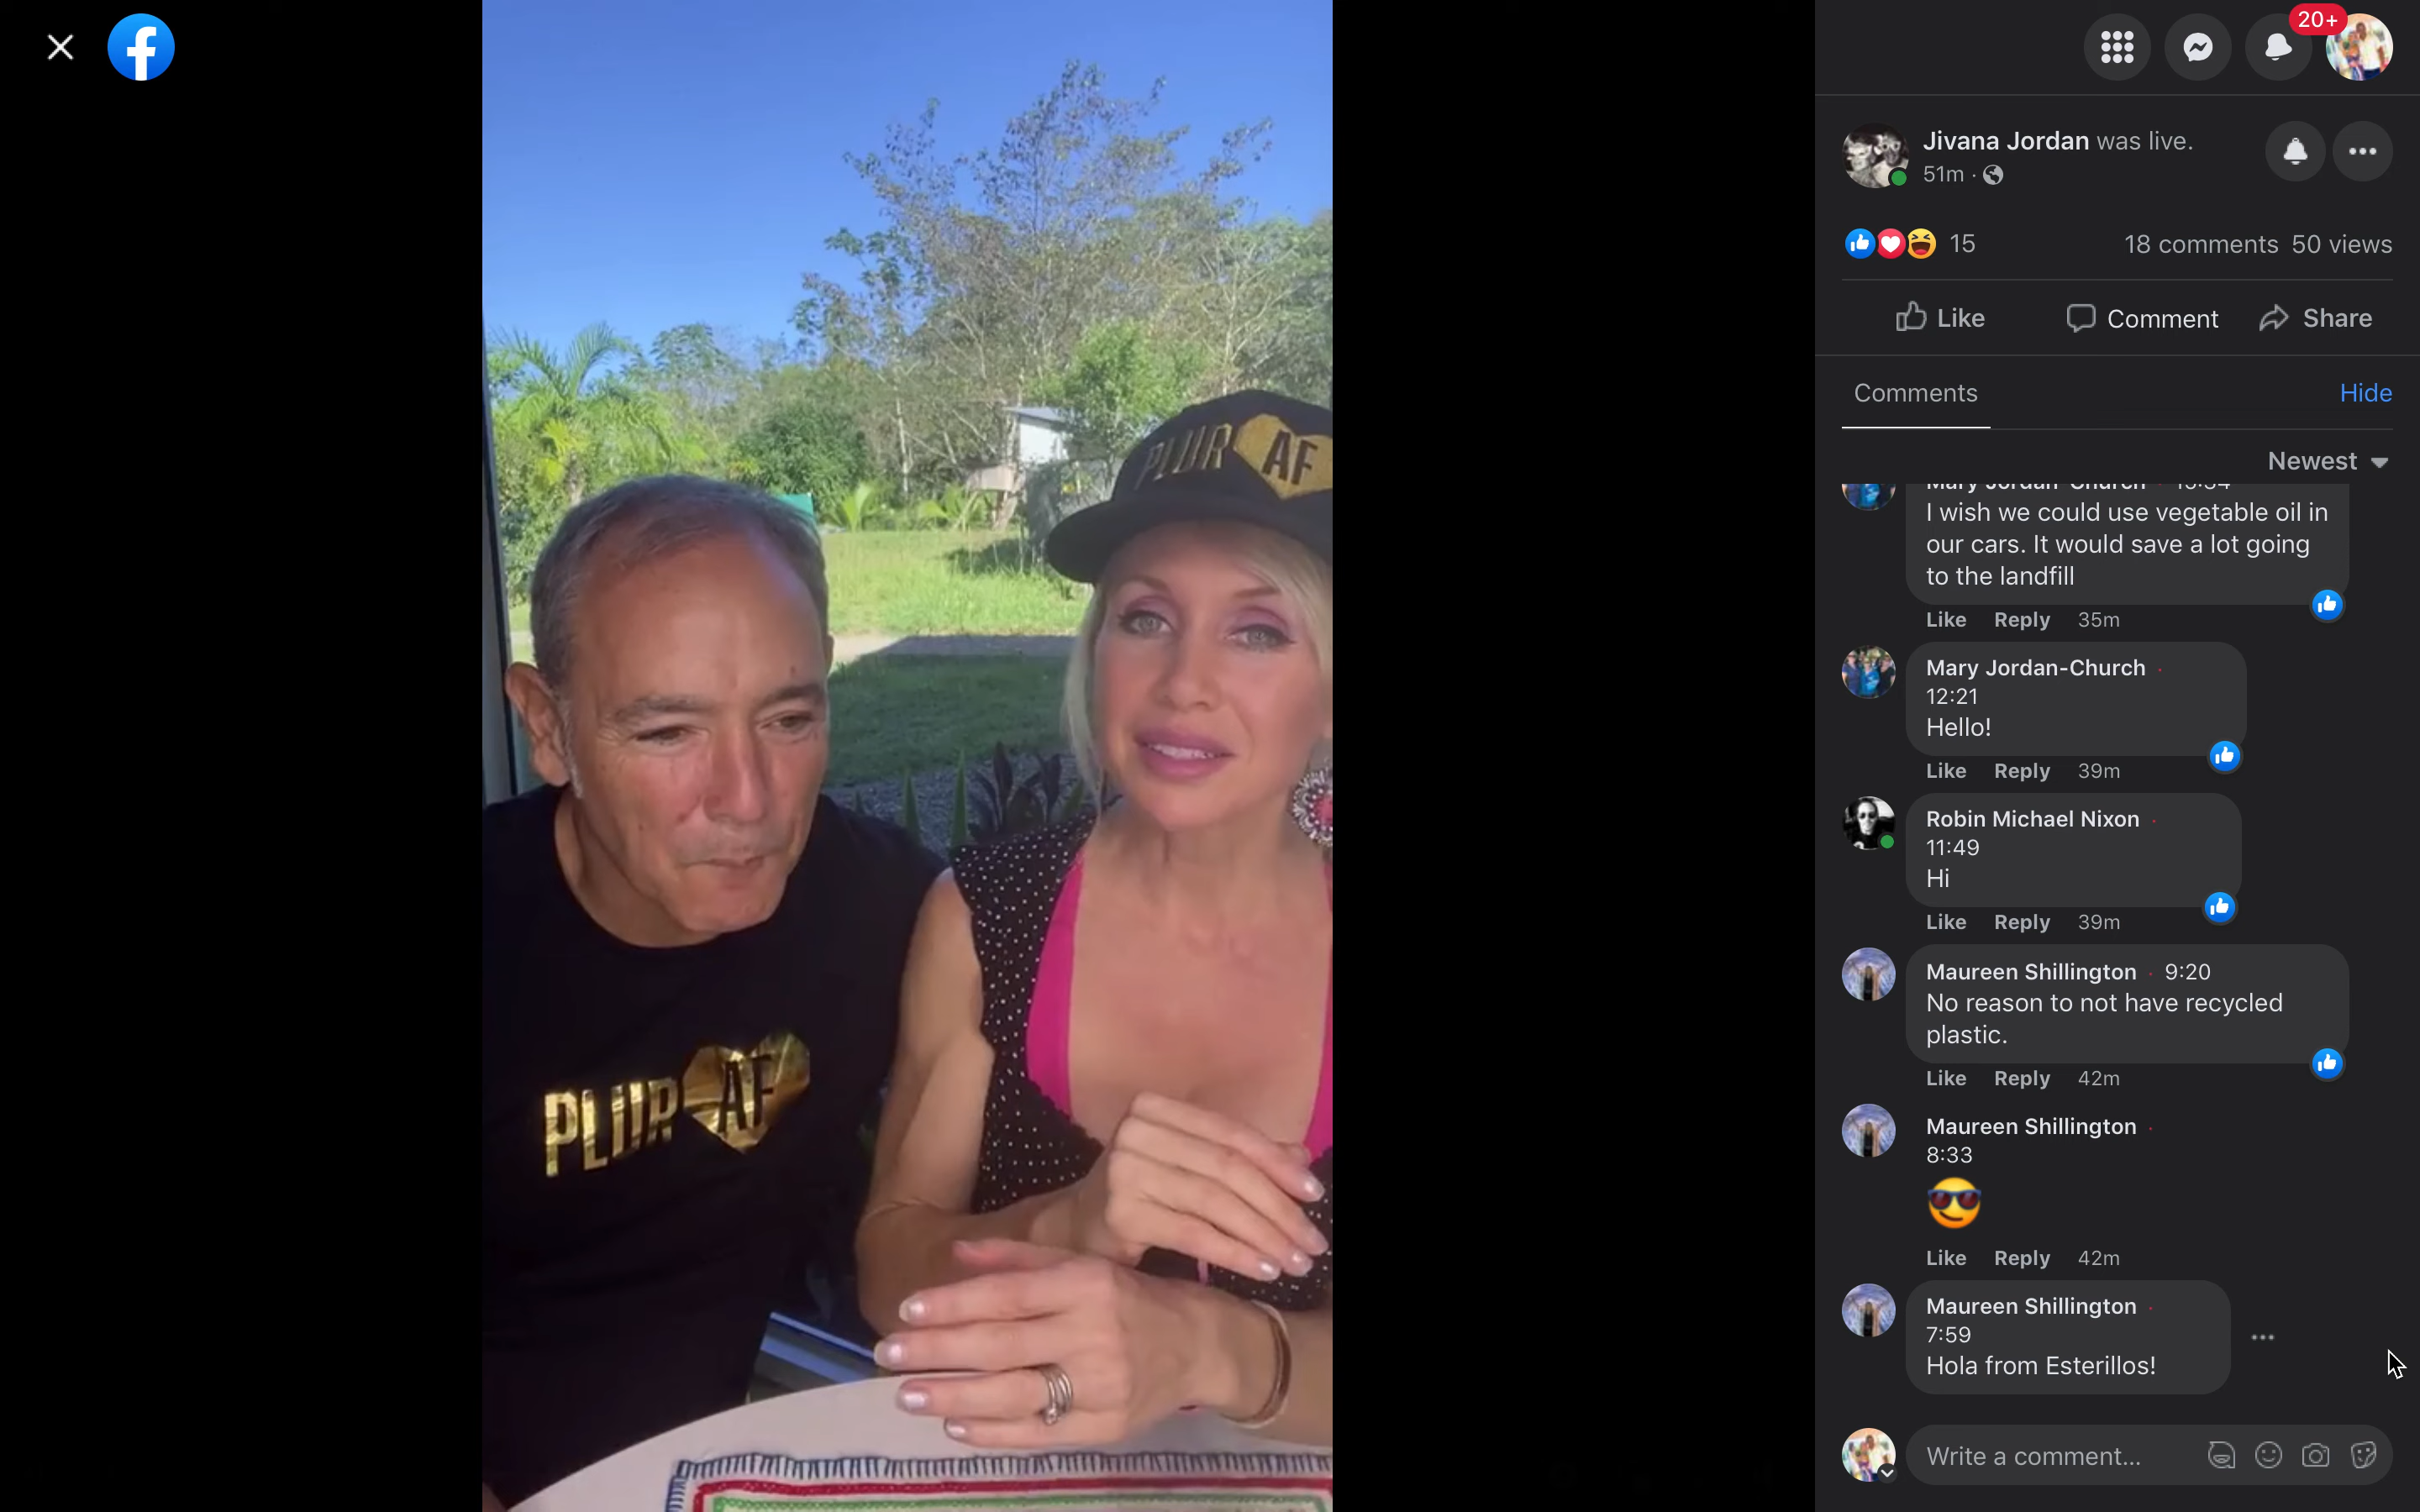 20+
Jivana Jordan was live.
51m ·
15
18 comments 50 views
Like
Comment
Share
Comments
Hide
Newest
Mary Jordan-Church ·
I wish we could use vegetable oil in
our cars. It would save a lot going
to the landfill
Like Reply 35m
Mary Jordan-Church ·
12:21
Hello!
Like Reply 39m
Robin Michael Nixon ·
11:49
Hi
Like Reply 39m
Maureen Shillington · 9:20
No reason to not have recycled
plastic.
Like Reply 42m
Maureen Shillington ·
8:33
😎
Like Reply 42m
Maureen Shillington ·
7:59
Hola from Esterillos!
Write a comment...
PLUR AF
PLUR AF